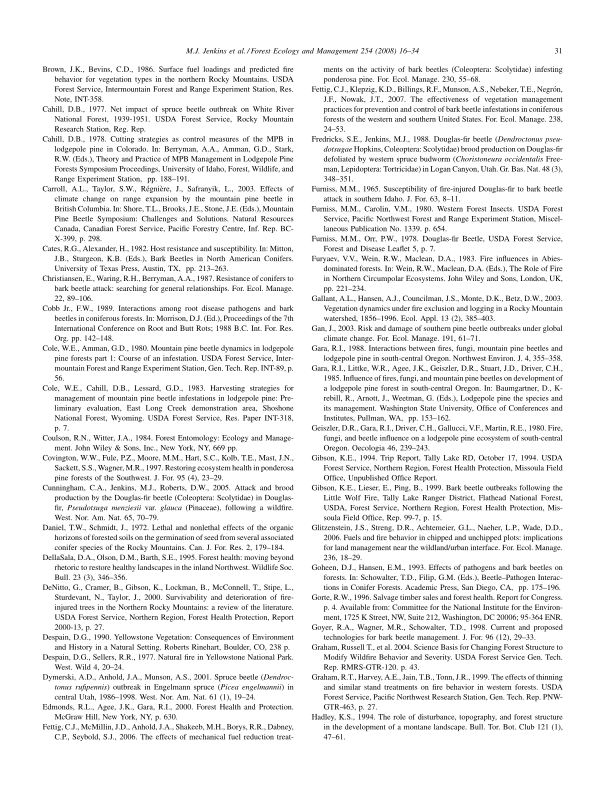 M.J. Jenkins et al. / Forest Ecology and Management 254 (2008) 16–34
31
Brown, J.K., Bevins, C.D., 1986. Surface fuel loadings and predicted fire
behavior for vegetation types in the northern Rocky Mountains. USDA
Forest Service, Intermountain Forest and Range Experiment Station, Res.
Note, INT-358.
Cahill, D.B., 1977. Net impact of spruce beetle outbreak on White River
National Forest, 1939-1951. USDA Forest Service, Rocky Mountain
Research Station, Reg. Rep.
Cahill, D.B., 1978. Cutting strategies as control measures of the MPB in
lodgepole pine in Colorado. In: Berryman, A.A., Amman, G.D., Stark,
R.W. (Eds.), Theory and Practice of MPB Management in Lodgepole Pine
Forests Symposium Proceedings, University of Idaho, Forest, Wildlife, and
Range Experiment Station, pp. 188–191.
Carroll, A.L., Taylor, S.W., Régnière, J., Safranyik, L., 2003. Effects of
climate change on range expansion by the mountain pine beetle in
British Columbia. In: Shore, T.L., Brooks, J.E., Stone, J.E. (Eds.), Mountain
Pine Beetle Symposium: Challenges and Solutions. Natural Resources
Canada, Canadian Forest Service, Pacific Forestry Centre, Inf. Rep. BC-
X-399, p. 298.
Cates, R.G., Alexander, H., 1982. Host resistance and susceptibility. In: Mitton,
J.B., Sturgeon, K.B. (Eds.), Bark Beetles in North American Conifers.
University of Texas Press, Austin, TX, pp. 213–263.
Christiansen, E., Waring, R.H., Berryman, A.A., 1987. Resistance of conifers to
bark beetle attack: searching for general relationships. For. Ecol. Manage.
22, 89–106.
Cobb Jr., F.W., 1989. Interactions among root disease pathogens and bark
beetles in coniferous forests. In: Morrison, D.J. (Ed.), Proceedings of the 7th
International Conference on Root and Butt Rots; 1988 B.C. Int. For. Res.
Org. pp. 142–148.
Cole, W.E., Amman, G.D., 1980. Mountain pine beetle dynamics in lodgepole
pine forests part 1: Course of an infestation. USDA Forest Service, Inter-
mountain Forest and Range Experiment Station, Gen. Tech. Rep. INT-89, p.
56.
Cole, W.E., Cahill, D.B., Lessard, G.D., 1983. Harvesting strategies for
management of mountain pine beetle infestations in lodgepole pine: Pre-
liminary evaluation, East Long Creek demonstration area, Shoshone
National Forest, Wyoming. USDA Forest Service, Res. Paper INT-318,
p. 7.
Coulson, R.N., Witter, J.A., 1984. Forest Entomology: Ecology and Manage-
ment. John Wiley & Sons, Inc., New York, NY, 669 pp.
Covington, W.W., Fule, P.Z., Moore, M.M., Hart, S.C., Kolb, T.E., Mast, J.N.,
Sackett, S.S., Wagner, M.R., 1997. Restoring ecosystem health in ponderosa
pine forests of the Southwest. J. For. 95 (4), 23–29.
Cunningham, C.A., Jenkins, M.J., Roberts, D.W., 2005. Attack and brood
production by the Douglas-fir beetle (Coleoptera: Scolytidae) in Douglas-
fir, Pseudotsuga menziesii var. glauca (Pinaceae), following a wildfire.
West. Nor. Am. Nat. 65, 70–79.
Daniel, T.W., Schmidt, J., 1972. Lethal and nonlethal effects of the organic
horizons of forested soils on the germination of seed from several associated
conifer species of the Rocky Mountains. Can. J. For. Res. 2, 179–184.
DellaSala, D.A., Olson, D.M., Barth, S.E., 1995. Forest health: moving beyond
rhetoric to restore healthy landscapes in the inland Northwest. Wildlife Soc.
Bull. 23 (3), 346–356.
DeNitto, G., Cramer, B., Gibson, K., Lockman, B., McConnell, T., Stipe, L.,
Sturdevant, N., Taylor, J., 2000. Survivability and deterioration of fire-
injured trees in the Northern Rocky Mountains: a review of the literature.
USDA Forest Service, Northern Region, Forest Health Protection, Report
2000-13, p. 27.
Despain, D.G., 1990. Yellowstone Vegetation: Consequences of Environment
and History in a Natural Setting. Roberts Rinehart, Boulder, CO, 238 p.
Despain, D.G., Sellers, R.R., 1977. Natural fire in Yellowstone National Park.
West. Wild 4, 20–24.
Dymerski, A.D., Anhold, J.A., Munson, A.S., 2001. Spruce beetle (Dendroc-
tonus rufipennis) outbreak in Engelmann spruce (Picea engelmannii) in
central Utah, 1986–1998. West. Nor. Am. Nat. 61 (1), 19–24.
Edmonds, R.L., Agee, J.K., Gara, R.I., 2000. Forest Health and Protection.
McGraw Hill, New York, NY, p. 630.
Fettig, C.J., McMillin, J.D., Anhold, J.A., Shakeeb, M.H., Borys, R.R., Dabney,
C.P., Seybold, S.J., 2006. The effects of mechanical fuel reduction treat-
ments on the activity of bark beetles (Coleoptera: Scolytidae) infesting
ponderosa pine. For. Ecol. Manage. 230, 55–68.
Fettig, C.J., Klepzig, K.D., Billings, R.F., Munson, A.S., Nebeker, T.E., Negrón,
J.F., Nowak, J.T., 2007. The effectiveness of vegetation management
practices for prevention and control of bark beetle infestations in coniferous
forests of the western and southern United States. For. Ecol. Manage. 238,
24–53.
Fredricks, S.E., Jenkins, M.J., 1988. Douglas-fir beetle (Dendroctonus pseu-
dotsugae Hopkins, Coleoptera: Scolytidae) brood production on Douglas-fir
defoliated by western spruce budworm (Choristoneura occidentalis Free-
man, Lepidoptera: Tortricidae) in Logan Canyon, Utah. Gr. Bas. Nat. 48 (3),
348–351.
Furniss, M.M., 1965. Susceptibility of fire-injured Douglas-fir to bark beetle
attack in southern Idaho. J. For. 63, 8–11.
Furniss, M.M., Carolin, V.M., 1980. Western Forest Insects. USDA Forest
Service, Pacific Northwest Forest and Range Experiment Station, Miscel-
laneous Publication No. 1339. p. 654.
Furniss, M.M., Orr, P.W., 1978. Douglas-fir Beetle, USDA Forest Service,
Forest and Disease Leaflet 5, p. 7.
Furyaev, V.V., Wein, R.W., Maclean, D.A., 1983. Fire influences in Abies-
dominated forests. In: Wein, R.W., Maclean, D.A. (Eds.), The Role of Fire
in Northern Circumpolar Ecosystems. John Wiley and Sons, London, UK,
pp. 221–234.
Gallant, A.L., Hansen, A.J., Councilman, J.S., Monte, D.K., Betz, D.W., 2003.
Vegetation dynamics under fire exclusion and logging in a Rocky Mountain
watershed, 1856–1996. Ecol. Appl. 13 (2), 385–403.
Gan, J., 2003. Risk and damage of southern pine beetle outbreaks under global
climate change. For. Ecol. Manage. 191, 61–71.
Gara, R.I., 1988. Interactions between fires, fungi, mountain pine beetles and
lodgepole pine in south-central Oregon. Northwest Environ. J. 4, 355–358.
Gara, R.I., Littke, W.R., Agee, J.K., Geiszler, D.R., Stuart, J.D., Driver, C.H.,
1985. Influence of fires, fungi, and mountain pine beetles on development of
a lodgepole pine forest in south-central Oregon. In: Baumgartner, D., K-
rebill, R., Arnott, J., Weetman, G. (Eds.), Lodgepole pine the species and
its management. Washington State University, Office of Conferences and
Institutes, Pullman, WA, pp. 153–162.
Geiszler, D.R., Gara, R.I., Driver, C.H., Gallucci, V.F., Martin, R.E., 1980. Fire,
fungi, and beetle influence on a lodgepole pine ecosystem of south-central
Oregon. Oecologia 46, 239–243.
Gibson, K.E., 1994. Trip Report, Tally Lake RD, October 17, 1994. USDA
Forest Service, Northern Region, Forest Health Protection, Missoula Field
Office, Unpublished Office Report.
Gibson, K.E., Lieser, E., Ping, B., 1999. Bark beetle outbreaks following the
Little Wolf Fire, Tally Lake Ranger District, Flathead National Forest,
USDA, Forest Service, Northern Region, Forest Health Protection, Mis-
soula Field Office, Rep. 99-7, p. 15.
Glitzenstein, J.S., Streng, D.R., Achtemeier, G.L., Naeher, L.P., Wade, D.D.,
2006. Fuels and fire behavior in chipped and unchipped plots: implications
for land management near the wildland/urban interface. For. Ecol. Manage.
236, 18–29.
Goheen, D.J., Hansen, E.M., 1993. Effects of pathogens and bark beetles on
forests. In: Schowalter, T.D., Filip, G.M. (Eds.), Beetle–Pathogen Interac-
tions in Conifer Forests. Academic Press, San Diego, CA, pp. 175–196.
Gorte, R.W., 1996. Salvage timber sales and forest health. Report for Congress.
p. 4. Available from: Committee for the National Institute for the Environ-
ment, 1725 K Street, NW, Suite 212, Washington, DC 20006; 95-364 ENR.
Goyer, R.A., Wagner, M.R., Schowalter, T.D., 1998. Current and proposed
technologies for bark beetle management. J. For. 96 (12), 29–33.
Graham, Russell T., et al. 2004. Science Basis for Changing Forest Structure to
Modify Wildfire Behavior and Severity. USDA Forest Service Gen. Tech.
Rep. RMRS-GTR-120. p. 43.
Graham, R.T., Harvey, A.E., Jain, T.B., Tonn, J.R., 1999. The effects of thinning
and similar stand treatments on fire behavior in western forests. USDA
Forest Service, Pacific Northwest Research Station, Gen. Tech. Rep. PNW-
GTR-463, p. 27.
Hadley, K.S., 1994. The role of disturbance, topography, and forest structure
in the development of a montane landscape. Bull. Tor. Bot. Club 121 (1),
47–61.